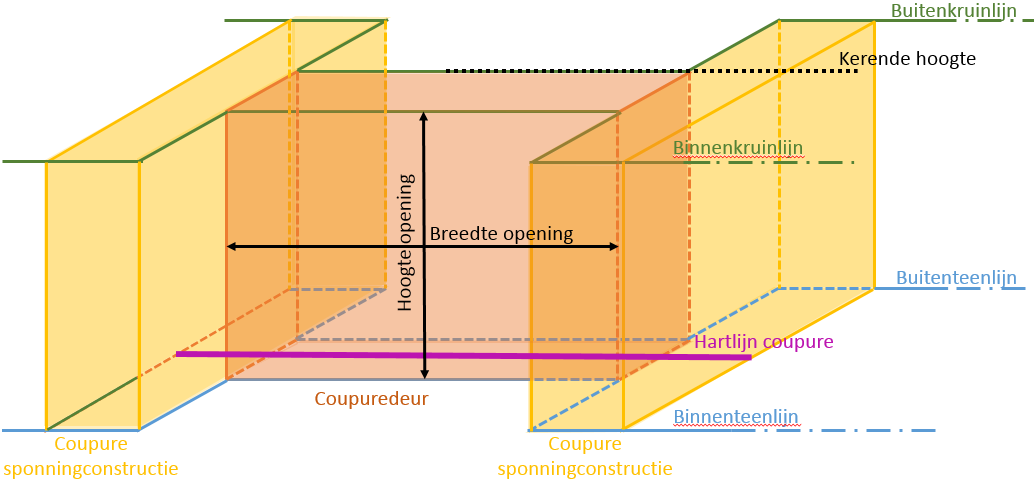 Buitenkruinlijn
Kerende hoogte
Binnenkruinlijn
Hoogte opening
Breedte opening
Buitenteenlijn
Hartlijn coupure
Coupuredeur
Binnenteenlijn
Coupure
sponningconstructie
Coupure
sponningconstructie